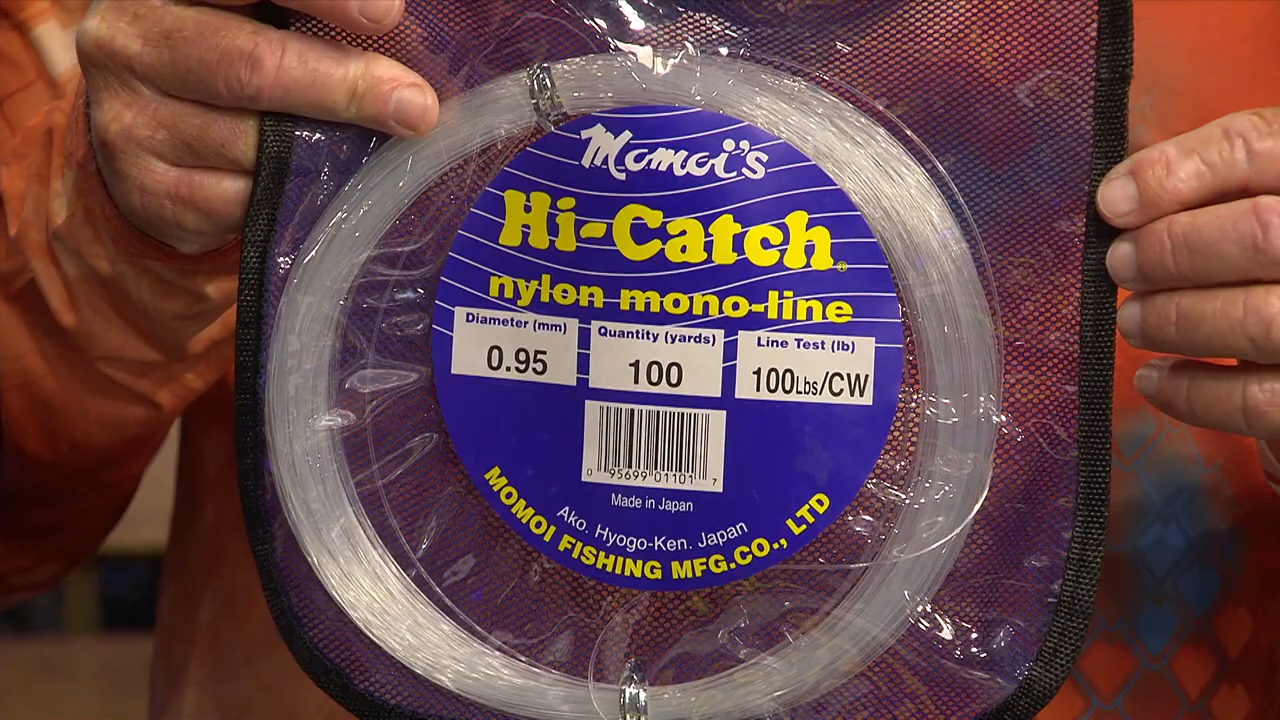 Momoi's
Hi-Catch®
nylon mono-line
Diameter (mm)
0.95
Quantity (yards)
100
Line Test (lb)
100Lbs/CW
0 95699 01101 7
Made in Japan
Ako. Hyogo-Ken. Japan
MOMOI FISHING MFG.CO., LTD